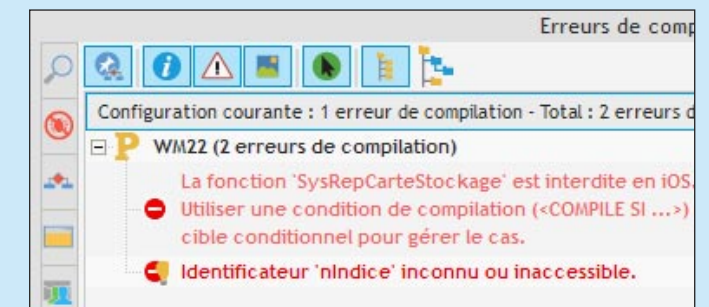 Erreurs de comp
Configuration courante : 1 erreur de compilation - Total : 2 erreurs d
P WM22 (2 erreurs de compilation)
La fonction 'SysRepCarteStockage' est interdite en iOS.
Utiliser une condition de compilation (<COMPILE SI ...>)
cible conditionnel pour gérer le cas.
Identificateur 'nIndice' inconnu ou inaccessible.